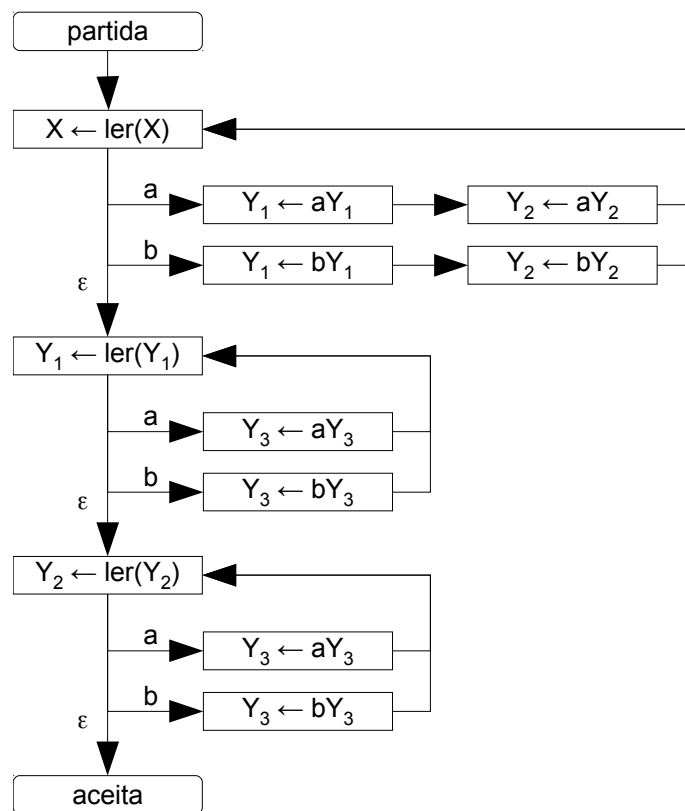 partida
X ← ler(X)
a
Y₁ ← aY₁
Y₂ ← aY₂
b
Y₁ ← bY₁
Y₂ ← bY₂
ε
Y₁ ← ler(Y₁)
a
Y₃ ← aY₃
b
Y₃ ← bY₃
ε
Y₂ ← ler(Y₂)
a
Y₃ ← aY₃
b
Y₃ ← bY₃
ε
aceita